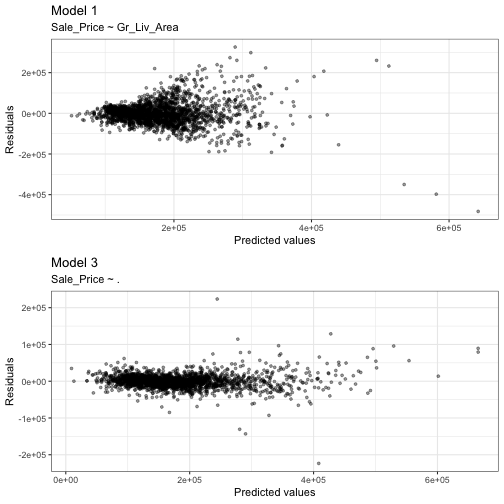 Model 1
Sale_Price ~ Gr_Liv_Area
2e+05
0e+00
-2e+05
-4e+05
Residuals
2e+05
4e+05
6e+05
Predicted values
Model 3
Sale_Price ~ .
2e+05
1e+05
0e+00
-1e+05
-2e+05
Residuals
0e+00
2e+05
4e+05
6e+05
Predicted values